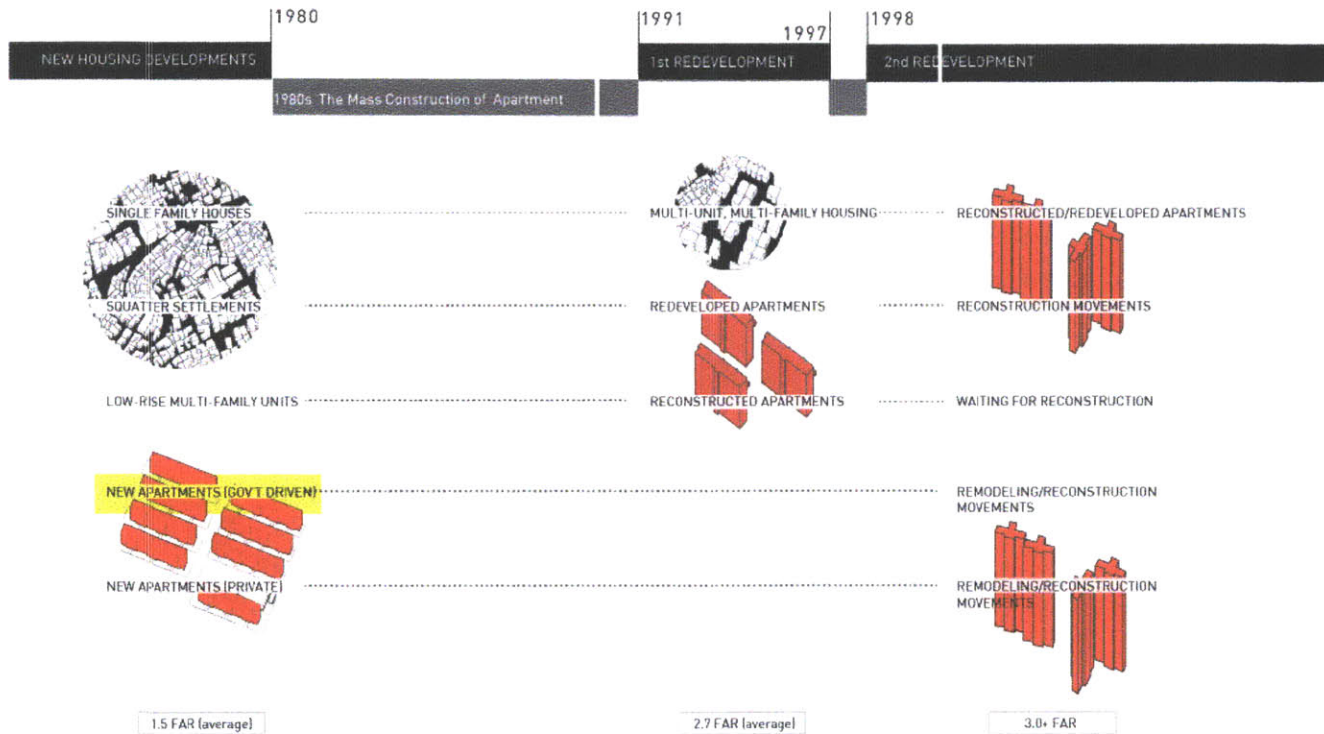 1980
1991
1997
1998
NEW HOUSING DEVELOPMENTS
1st REDEVELOPMENT
2nd REDEVELOPMENT
1980s The Mass Construction of Apartment
SINGLE FAMILY HOUSES
MULTI-UNIT, MULTI-FAMILY HOUSING
RECONSTRUCTED/REDEVELOPED APARTMENTS
SQUATTER SETTLEMENTS
REDEVELOPED APARTMENTS
RECONSTRUCTION MOVEMENTS
LOW-RISE MULTI-FAMILY UNITS
RECONSTRUCTED APARTMENTS
WAITING FOR RECONSTRUCTION
NEW APARTMENTS (GOV'T DRIVEN)
REMODELING/RECONSTRUCTION
MOVEMENTS
NEW APARTMENTS (PRIVATE)
REMODELING/RECONSTRUCTION
MOVEMENTS
1.5 FAR (average)
2.7 FAR (average)
3.0+ FAR